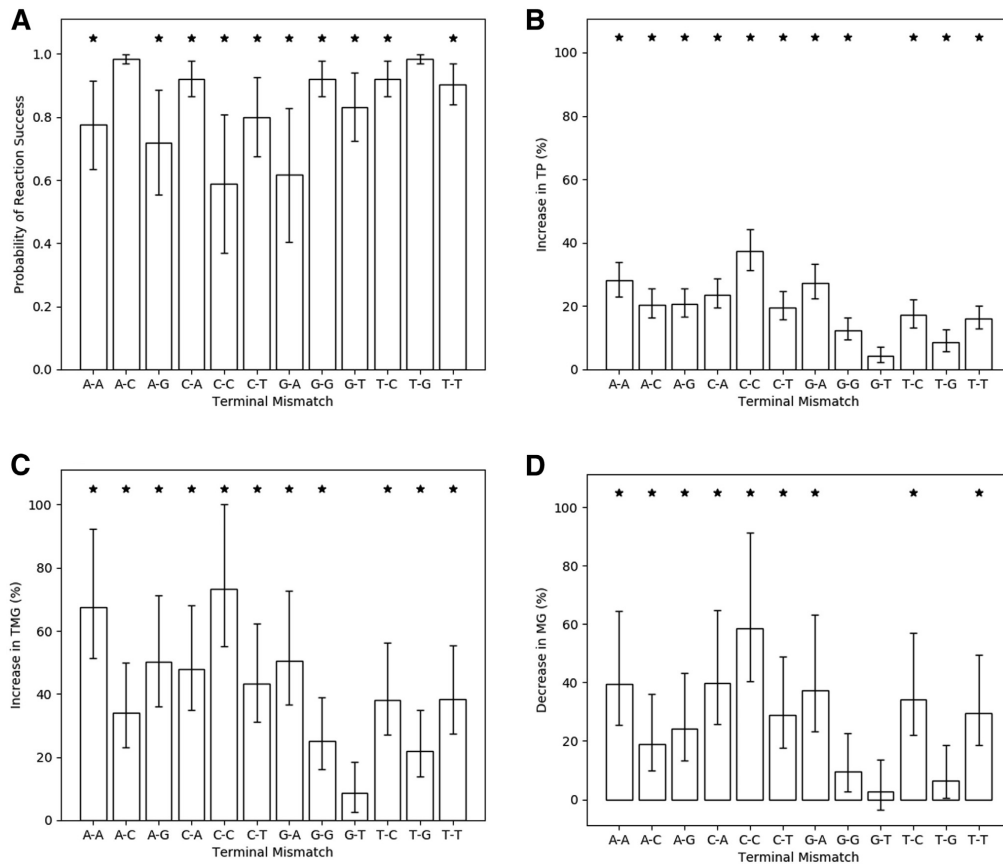 A
★ ★ ★ ★ ★ ★ ★ ★ ★ ★
1.0
0.8
0.6
0.4
0.2
0.0
Probability of Reaction Success
A-A A-C A-G C-A C-C C-T G-A G-G G-T T-C T-G T-T
Terminal Mismatch
B
★ ★ ★ ★ ★ ★ ★ ★ ★ ★ ★
100
80
60
40
20
0
Increase in TP (%)
A-A A-C A-G C-A C-C C-T G-A G-G G-T T-C T-G T-T
Terminal Mismatch
C
★ ★ ★ ★ ★ ★ ★ ★ ★ ★ ★
100
80
60
40
20
0
Increase in TMG (%)
A-A A-C A-G C-A C-C C-T G-A G-G G-T T-C T-G T-T
Terminal Mismatch
D
★ ★ ★ ★ ★ ★ ★ ★ ★
100
80
60
40
20
0
Decrease in MG (%)
A-A A-C A-G C-A C-C C-T G-A G-G G-T T-C T-G T-T
Terminal Mismatch